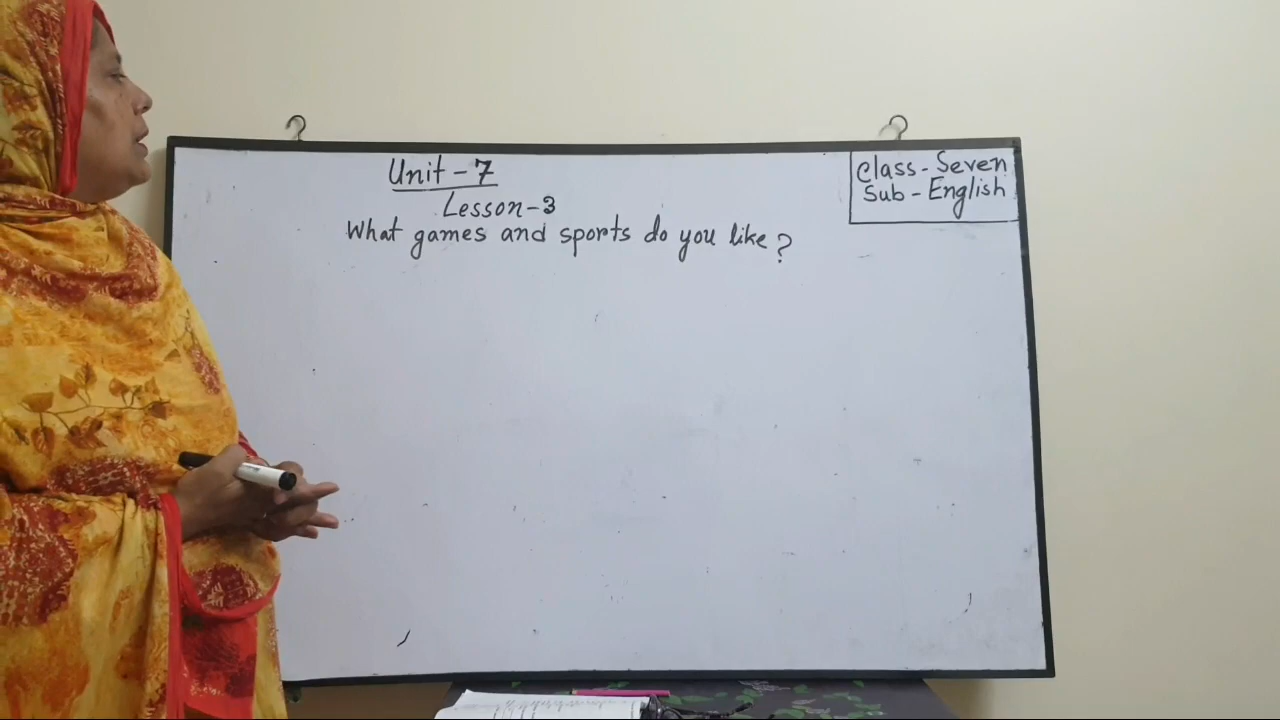 Unit - 7
Lesson - 3
What games and sports do you like?
Class - Seven
Sub - English